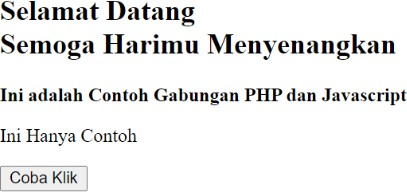 Selamat Datang
Semoga Harimu Menyenangkan
Ini adalah Contoh Gabungan PHP dan Javascript
Ini Hanya Contoh
Coba Klik